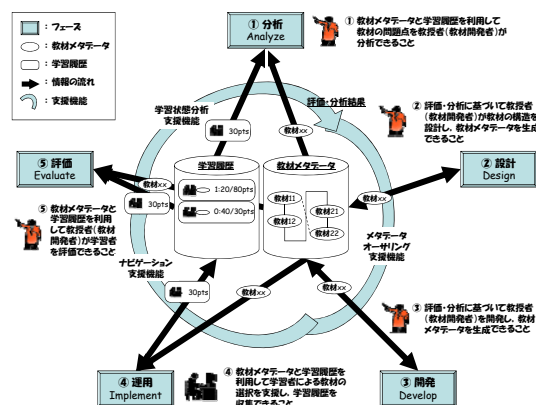 ：フェーズ
：教材メタデータ
：学習履歴
：情報の流れ
：支援機能
① 分析
Analyze
① 教材メタデータと学習履歴を利用して
教材の問題点を教授者（教材開発者）が
分析できること
学習状態分析
支援機能
評価・分析結果
30pts
教材xx
② 評価・分析に基づいて教授者
（教材開発者）が教材の構造を
設計し、教材メタデータを生成
できること
⑤ 評価
Evaluate
教材xx
30pts
学習履歴
1:20/80pts
0:40/30pts
教材メタデータ
教材11
教材12
教材21
教材22
教材xx
② 設計
Design
⑤ 教材メタデータと
学習履歴を利用
して教授者（教材
開発者）が学習者
を評価できること
メタデータ
オーサリング
支援機能
ナビゲーション
支援機能
30pts
教材xx
教材xx
③ 評価・分析に基づいて教授者
（教材開発者）を開発し、教材
メタデータを生成できること
④ 運用
Implement
④ 教材メタデータと学習履歴を
利用して学習者による教材の
選択を支援し、学習履歴を
収集できること
③ 開発
Develop